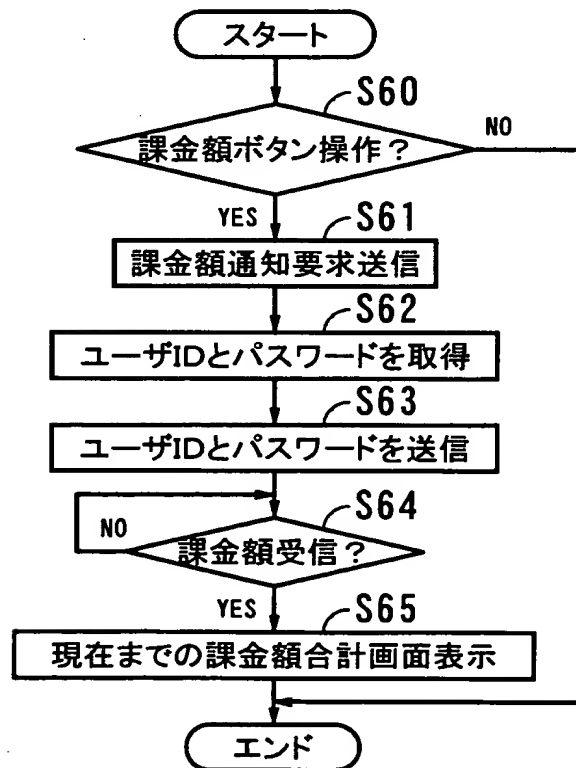 スタート
S60
課金額ボタン操作？
NO
YES
S61
課金額通知要求送信
S62
ユーザIDとパスワードを取得
S63
ユーザIDとパスワードを送信
S64
NO
課金額受信？
YES
S65
現在までの課金額合計画面表示
エンド